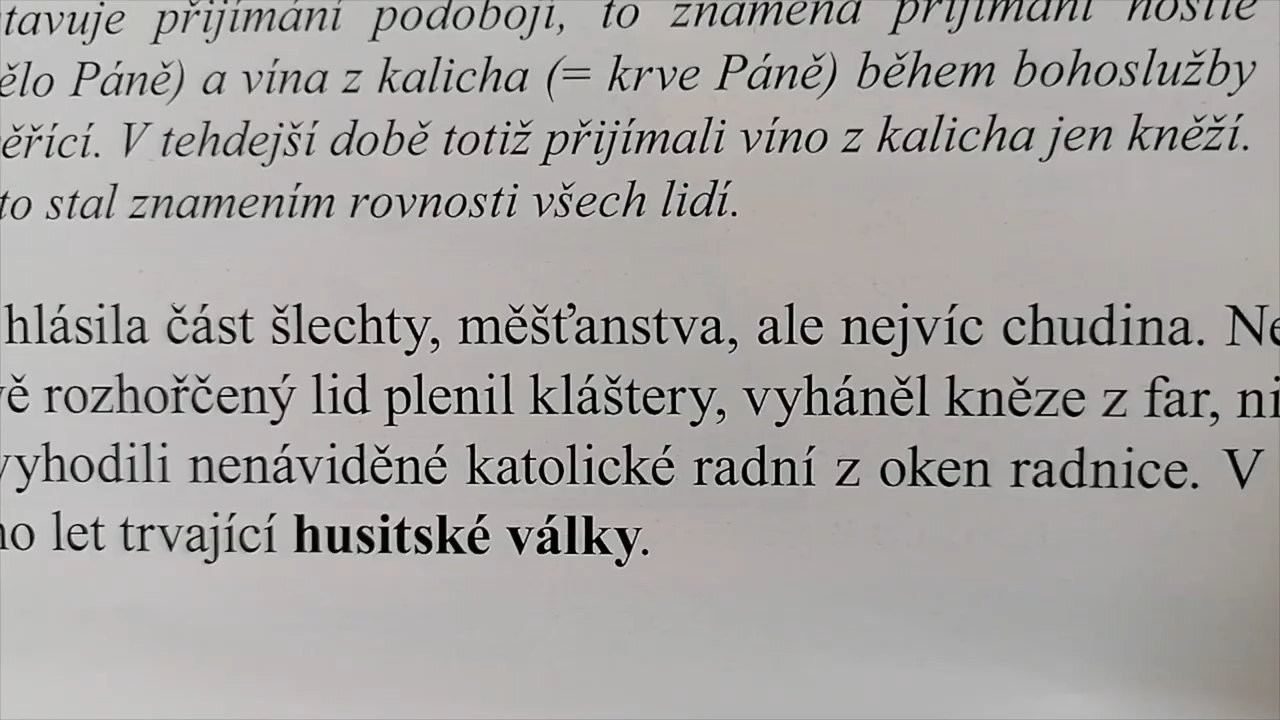 přijímání podobojí, to znamená přijímání hostie
Páně) a vína z kalicha (= krve Páně) během bohoslužby
V tehdejší době totiž přijímali víno z kalicha jen kněží.
to stal znamením rovnosti všech lidí.
hlásila část šlechty, měšťanstva, ale nejvíc chudina.
rozhořčený lid plenil kláštery, vyháněl kněze z far,
vyhodili nenáviděné katolické radní z oken radnice. V
let trvající husitské války.